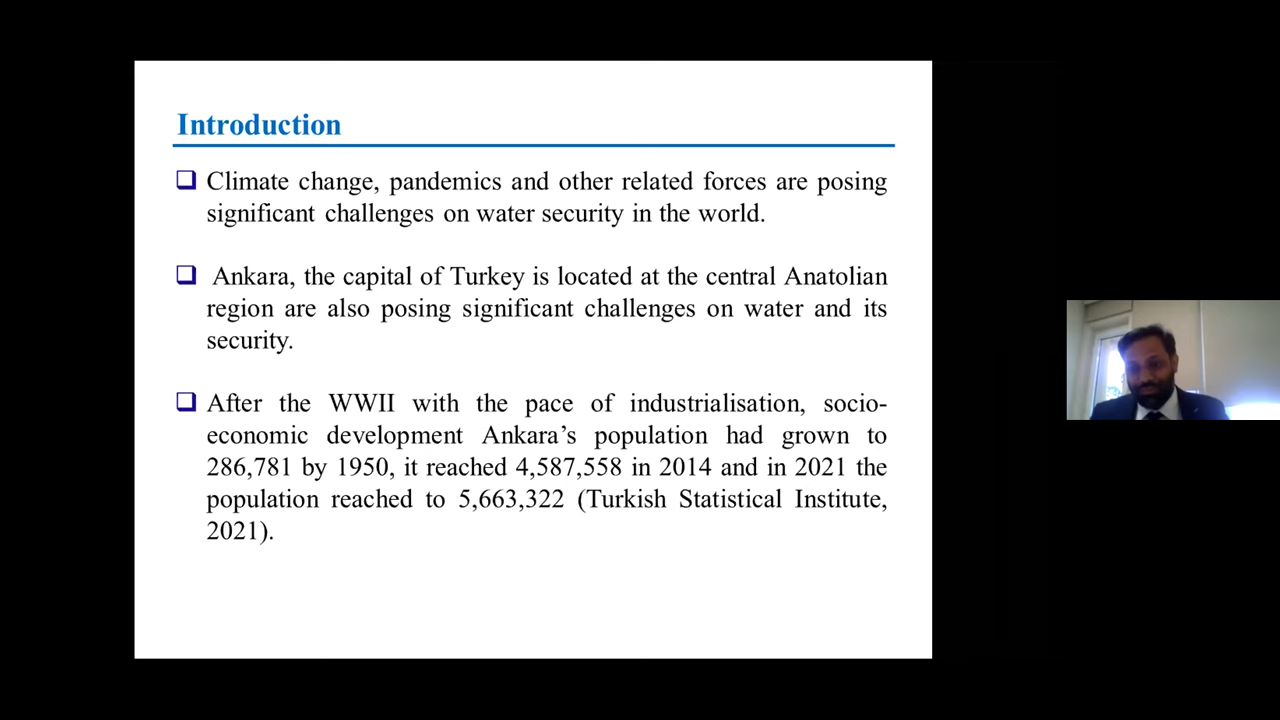 Introduction
Climate change, pandemics and other related forces are posing
significant challenges on water security in the world.
Ankara, the capital of Turkey is located at the central Anatolian
region are also posing significant challenges on water and its
security.
After the WWII with the pace of industrialisation, socio-
economic development Ankara’s population had grown to
286,781 by 1950, it reached 4,587,558 in 2014 and in 2021 the
population reached to 5,663,322 (Turkish Statistical Institute,
2021).